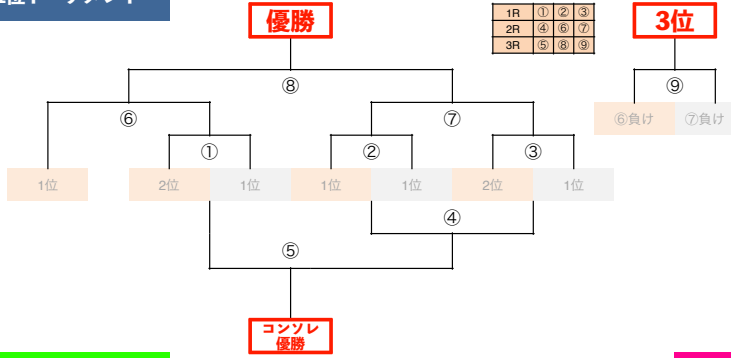 優勝
1R ① ② ③
2R ④ ⑥ ⑦
3R ⑤ ⑧ ⑨
3位
⑧
⑨
⑥ ⑦
⑥負け ⑦負け
① ② ③
1位 2位 1位 1位 1位 2位 1位
④
⑤
コンソレ
優勝